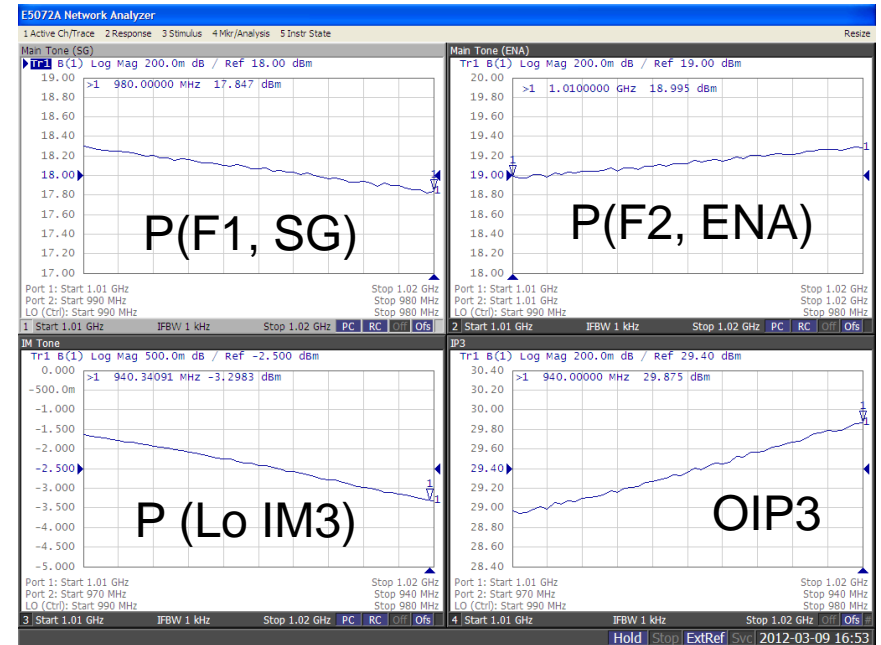 E5072A Network Analyzer
1 Active Ch/Trace 2 Response 3 Stimulus 4 Mkr/Analysis 5 Instr State Resize
Main Tone (SG)
Tr1 B(1) Log Mag 200.0m dB / Ref 18.00 dBm
19.00
>1 980.00000 MHz 17.847 dBm
18.80
18.60
18.40
18.20
1
18.00
1
17.80
17.60
P(F1, SG)
17.40
17.20
17.00
Port 1: Start 1.01 GHz Stop 1.02 GHz
Port 2: Start 990 MHz Stop 980 MHz
LO (Ctrl): Start 990 MHz Stop 980 MHz
1 Start 1.01 GHz IFBW 1 kHz Stop 1.02 GHz PC RC Off Ofs
Main Tone (ENA)
Tr1 B(1) Log Mag 200.0m dB / Ref 19.00 dBm
20.00
>1 1.0100000 GHz 18.995 dBm
19.80
19.60
19.40
1
19.20
1
19.00
18.80
18.60
P(F2, ENA)
18.40
18.20
18.00
Port 1: Start 1.01 GHz Stop 1.02 GHz
Port 2: Start 1.01 GHz Stop 1.02 GHz
LO (Ctrl): Start 990 MHz Stop 980 MHz
2 Start 1.01 GHz IFBW 1 kHz Stop 1.02 GHz PC RC Off Ofs
IM Tone
Tr1 B(1) Log Mag 500.0m dB / Ref -2.500 dBm
0.000
>1 940.34091 MHz -3.2983 dBm
-500.0m
-1.000
-1.500
-2.000
-2.500
1
-3.000
1
-3.500
P (Lo IM3)
-4.000
-4.500
-5.000
Port 1: Start 1.01 GHz Stop 1.02 GHz
Port 2: Start 970 MHz Stop 940 MHz
LO (Ctrl): Start 990 MHz Stop 980 MHz
3 Start 1.01 GHz IFBW 1 kHz Stop 1.02 GHz PC RC Off Ofs
IP3
Tr1 B(1) Log Mag 200.0m dB / Ref 29.40 dBm
30.40
>1 940.00000 MHz 29.875 dBm
30.20
30.00
1
29.80
1
29.60
29.40
29.20
29.00
OIP3
28.80
28.60
28.40
Port 1: Start 1.01 GHz Stop 1.02 GHz
Port 2: Start 970 MHz Stop 940 MHz
LO (Ctrl): Start 990 MHz Stop 980 MHz
4 Start 1.01 GHz IFBW 1 kHz Stop 1.02 GHz Off Ofs #
Hold Stop ExtRef Svc 2012-03-09 16:53